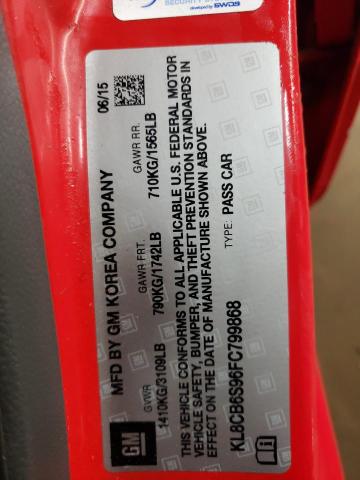 GM
MFD BY GM KOREA COMPANY
06/15
GVWR GAWR FRT. GAWR RR.
1410KG/3109LB 790KG/1742LB 710KG/1565LB
THIS VEHICLE CONFORMS TO ALL APPLICABLE U.S. FEDERAL MOTOR
VEHICLE SAFETY, BUMPER, AND THEFT PREVENTION STANDARDS IN
EFFECT ON THE DATE OF MANUFACTURE SHOWN ABOVE.
TYPE: PASS CAR
KL8CB6S96FC799868